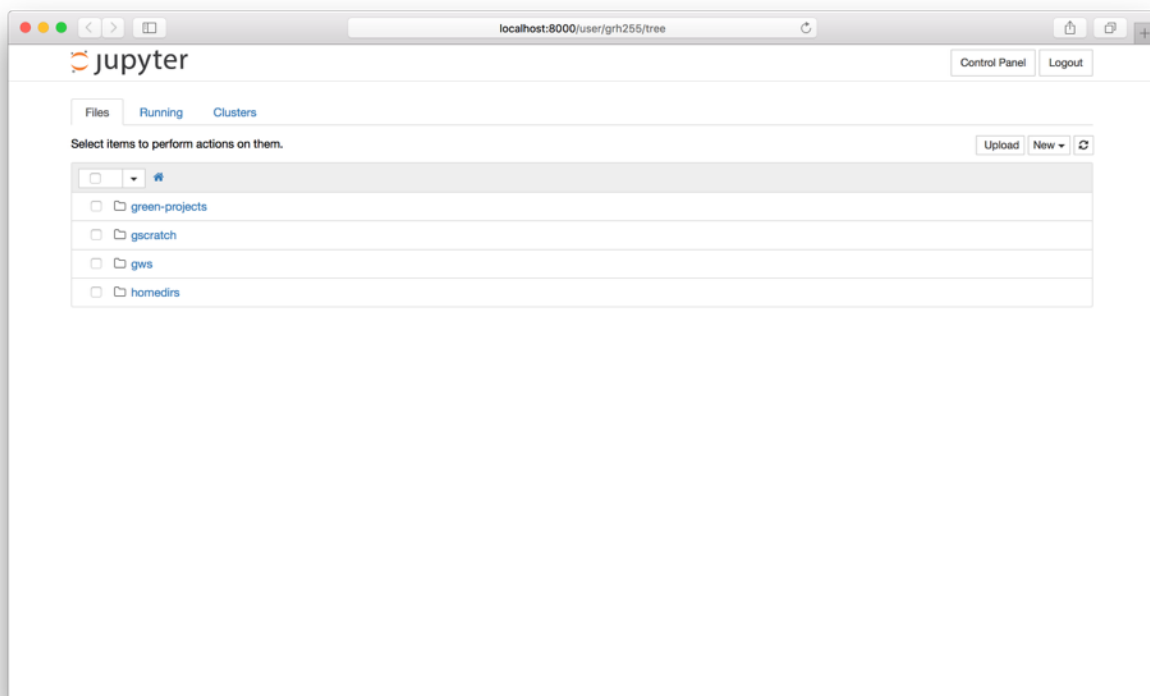 localhost:8000/user/grh255/tree
jupyter
Control Panel Logout
Files Running Clusters
Select items to perform actions on them.
Upload New
green-projects
gscratch
gws
homedirs